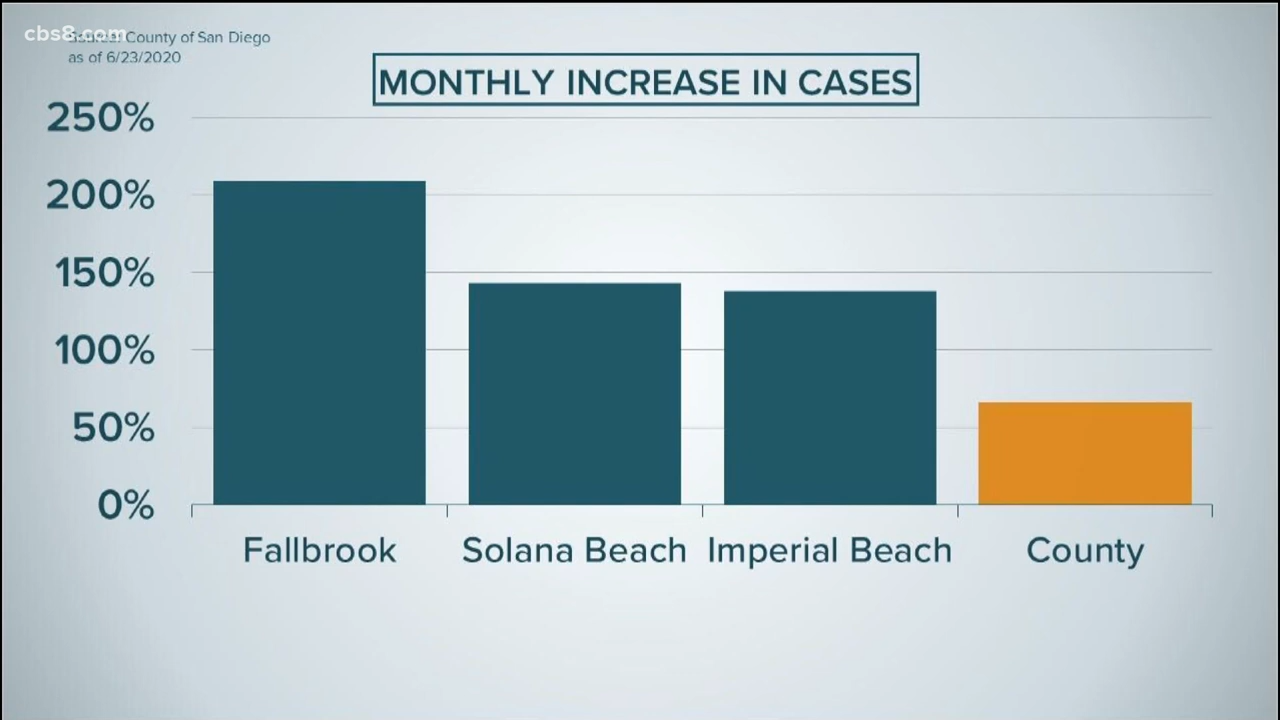 cbs8.com
Source: County of San Diego
as of 6/23/2020
MONTHLY INCREASE IN CASES
250%
200%
150%
100%
50%
0%
Fallbrook Solana Beach Imperial Beach County